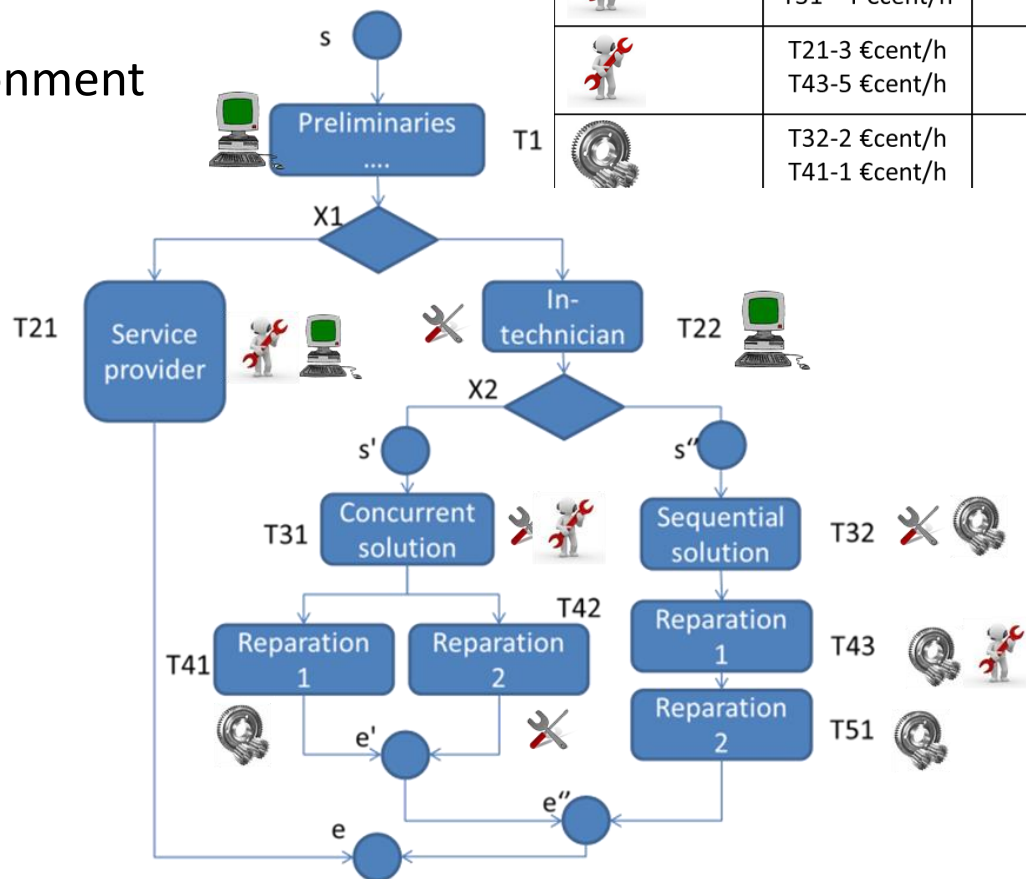 onment
s
Preliminaries
....
T1
T21-3 €cent/h
T43-5 €cent/h
T32-2 €cent/h
T41-1 €cent/h
X1
T21
Service
provider
In-
technician
T22
X2
s'
s”
T31
Concurrent
solution
Sequential
solution
T32
T42
T41
Reparation
1
Reparation
2
Reparation
1
T43
Reparation
2
T51
e'
e”
e